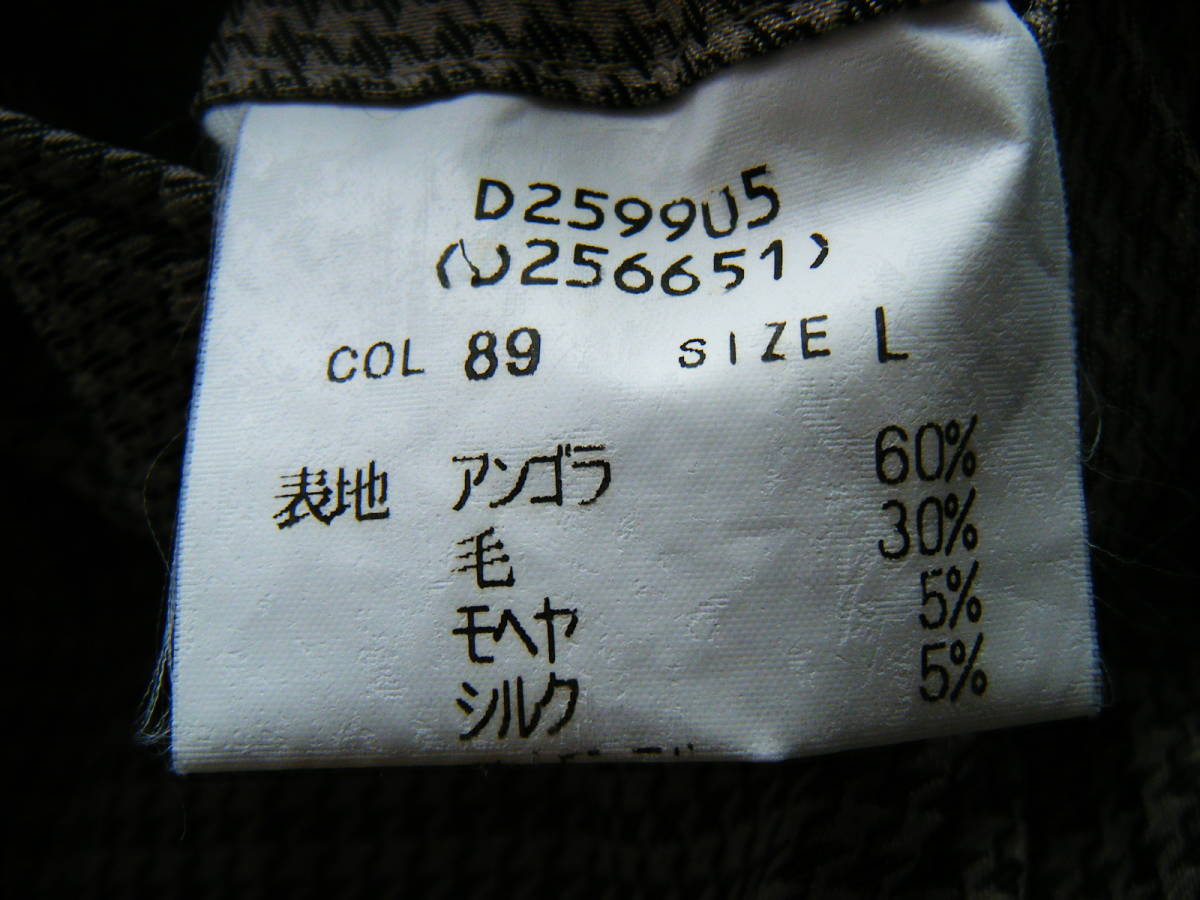 D259905
(D256651)
COL 89 SIZE L
表地 アンゴラ 60%
毛 30%
モヘヤ 5%
シルク 5%